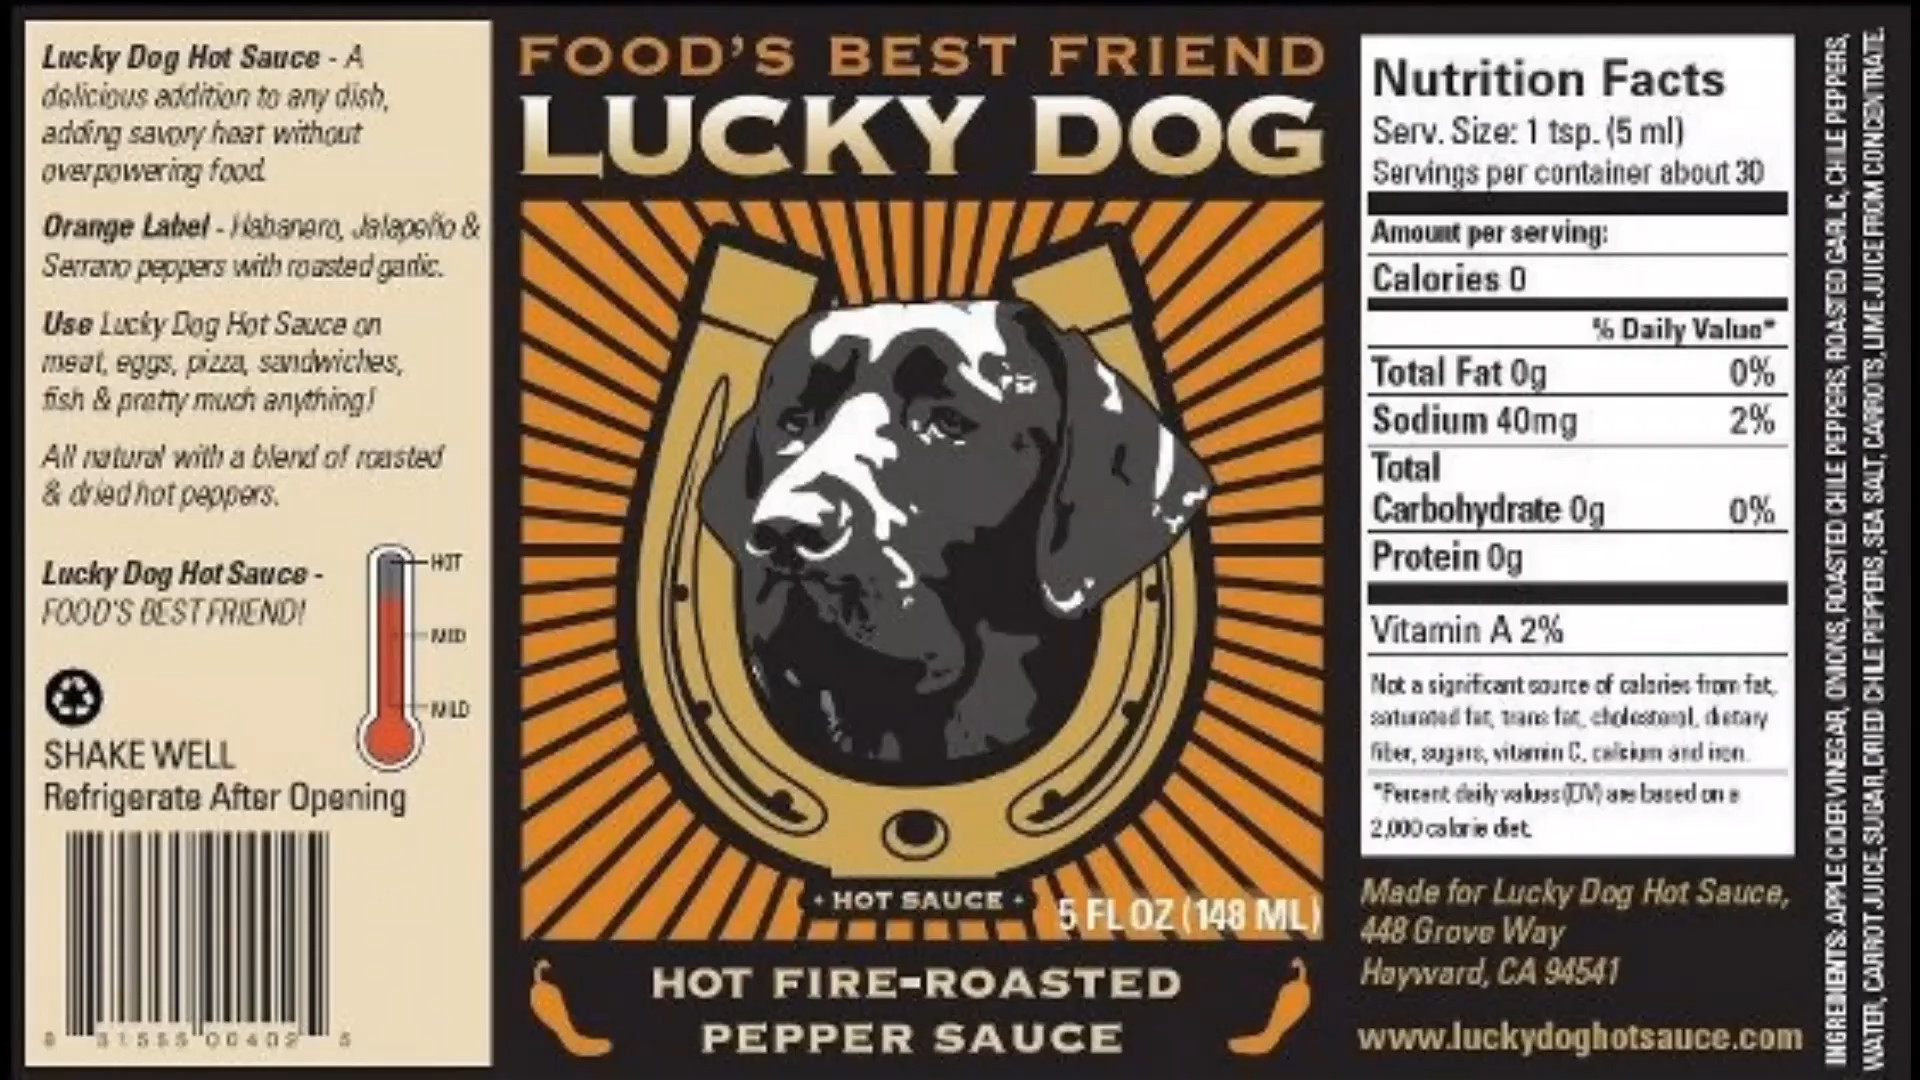 Lucky Dog Hot Sauce - A
delicious addition to any dish,
adding savory heat without
overpowering food.
Orange Label - Habanero, Jalapeño &
Serrano peppers with roasted garlic.
Use Lucky Dog Hot Sauce on
meat, eggs, pizza, sandwiches,
fish & pretty much anything!
All natural with a blend of roasted
& dried hot peppers.
Lucky Dog Hot Sauce -
FOOD'S BEST FRIEND!
HOT
MED
MILD
SHAKE WELL
Refrigerate After Opening
8 51555 00402 5
FOOD'S BEST FRIEND
LUCKY DOG
• HOT SAUCE •
5 FL OZ (148 ML)
HOT FIRE-ROASTED
PEPPER SAUCE
Nutrition Facts
Serv. Size: 1 tsp. (5 ml)
Servings per container about 30
Amount per serving:
Calories 0
% Daily Value*
Total Fat 0g 0%
Sodium 40mg 2%
Total
Carbohydrate 0g 0%
Protein 0g
Vitamin A 2%
Not a significant source of calories from fat,
saturated fat, trans fat, cholesterol, dietary
fiber, sugars, vitamin C, calcium and iron.
*Percent daily values (DV) are based on a
2,000 calorie diet.
Made for Lucky Dog Hot Sauce,
448 Grove Way
Hayward, CA 94541
www.luckydoghotsauce.com
INGREDIENTS: APPLE CIDER VINEGAR, ONIONS, ROASTED CHILE PEPPERS, ROASTED GARLIC, CHILE PEPPERS,
WATER, CARROT JUICE, SUGAR, DRIED CHILE PEPPERS, SEA SALT, CARROTS, LIME JUICE FROM CONCENTRATE.